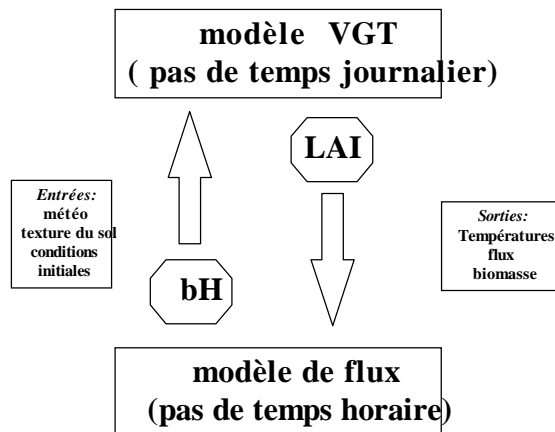 modèle VGT
( pas de temps journalier)
LAI
Entrées:
météo
texture du sol
conditions
initiales
Sorties:
Températures
flux
biomasse
bH
modèle de flux
(pas de temps horaire)